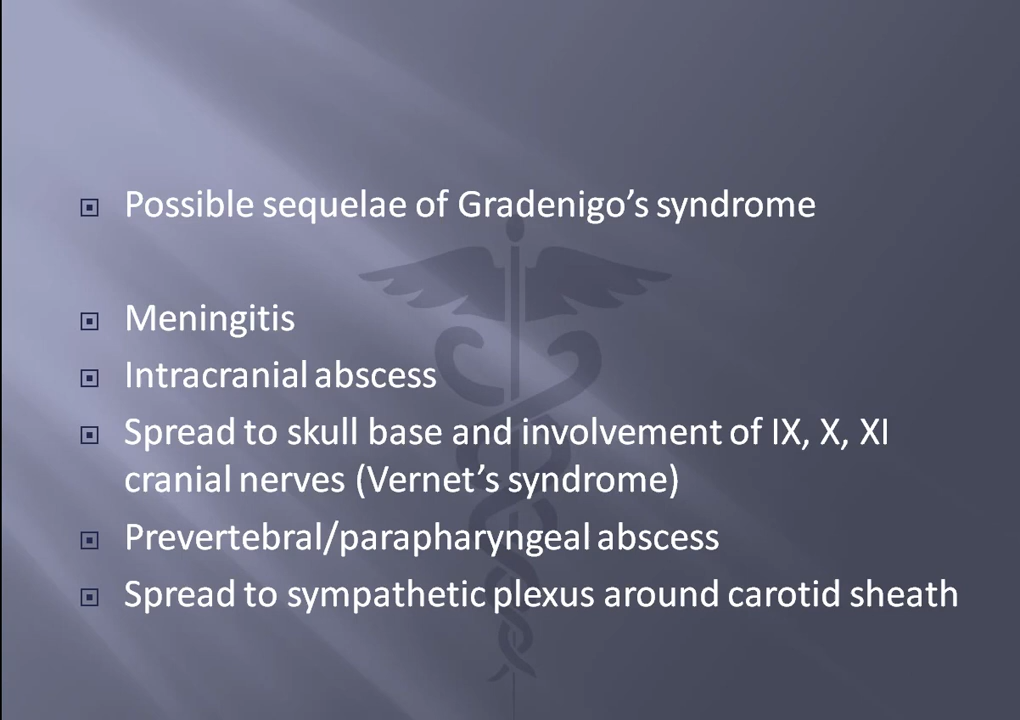 Possible sequelae of Gradenigo’s syndrome
Meningitis
Intracranial abscess
Spread to skull base and involvement of IX, X, XI
cranial nerves (Vernet’s syndrome)
Prevertebral/parapharyngeal abscess
Spread to sympathetic plexus around carotid sheath